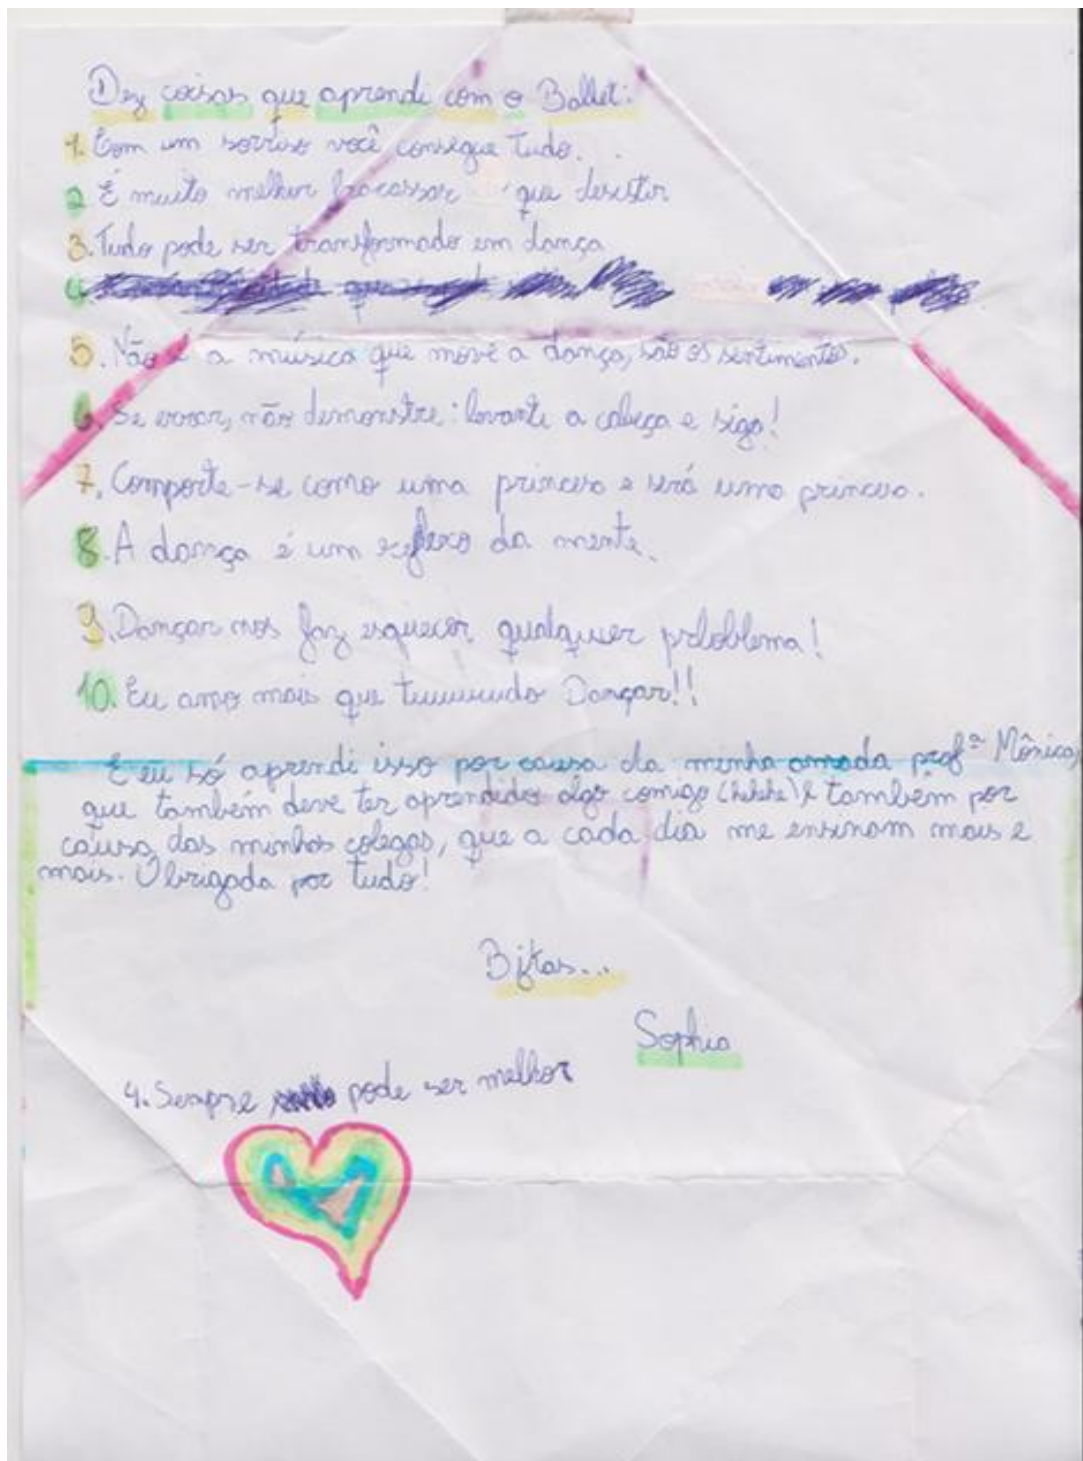 Dez coisas que aprendi com o Ballet:
1. Com um sorriso você consegue tudo.
2 É muito melhor fracassar que desistir
3. Tudo pode ser transformado em dança
4.
5. Não é a música que move a dança, são os sentimentos.
6. Se errar, não demonstre: levante a cabeça e siga!
7. Comporte-se como uma princesa e será uma princesa.
8. A dança é um reflexo da mente.
9. Dançar nos faz esquecer qualquer probloblema!
10. Eu amo mais que tuuuuudo Dançar!!
E eu só aprendi isso por causa da minha amada profª Mônica,
que também deve ter aprendido algo comigo (hehehe) e também por
causa das minhas colegas, que a cada dia me ensinam mais e
mais. Obrigada por tudo!
Bjtas...
Sophia
4. Sempre pode ser melhor